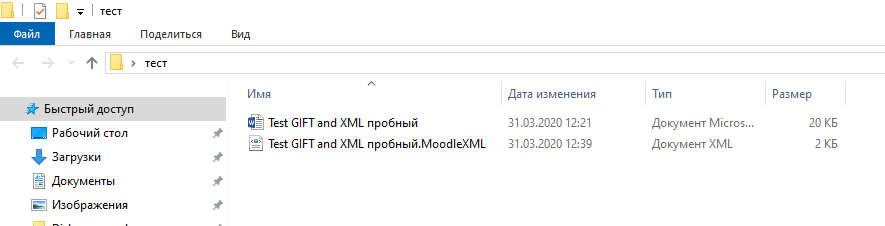 тест
Файл Главная Поделиться Вид
тест
Имя Дата изменения Тип Размер
Быстрый доступ
Рабочий стол Test GIFT and XML пробный 31.03.2020 12:21 Документ Micros... 20 КБ
Загрузки Test GIFT and XML пробный.MoodleXML 31.03.2020 12:39 Документ XML 2 КБ
Документы
Изображения